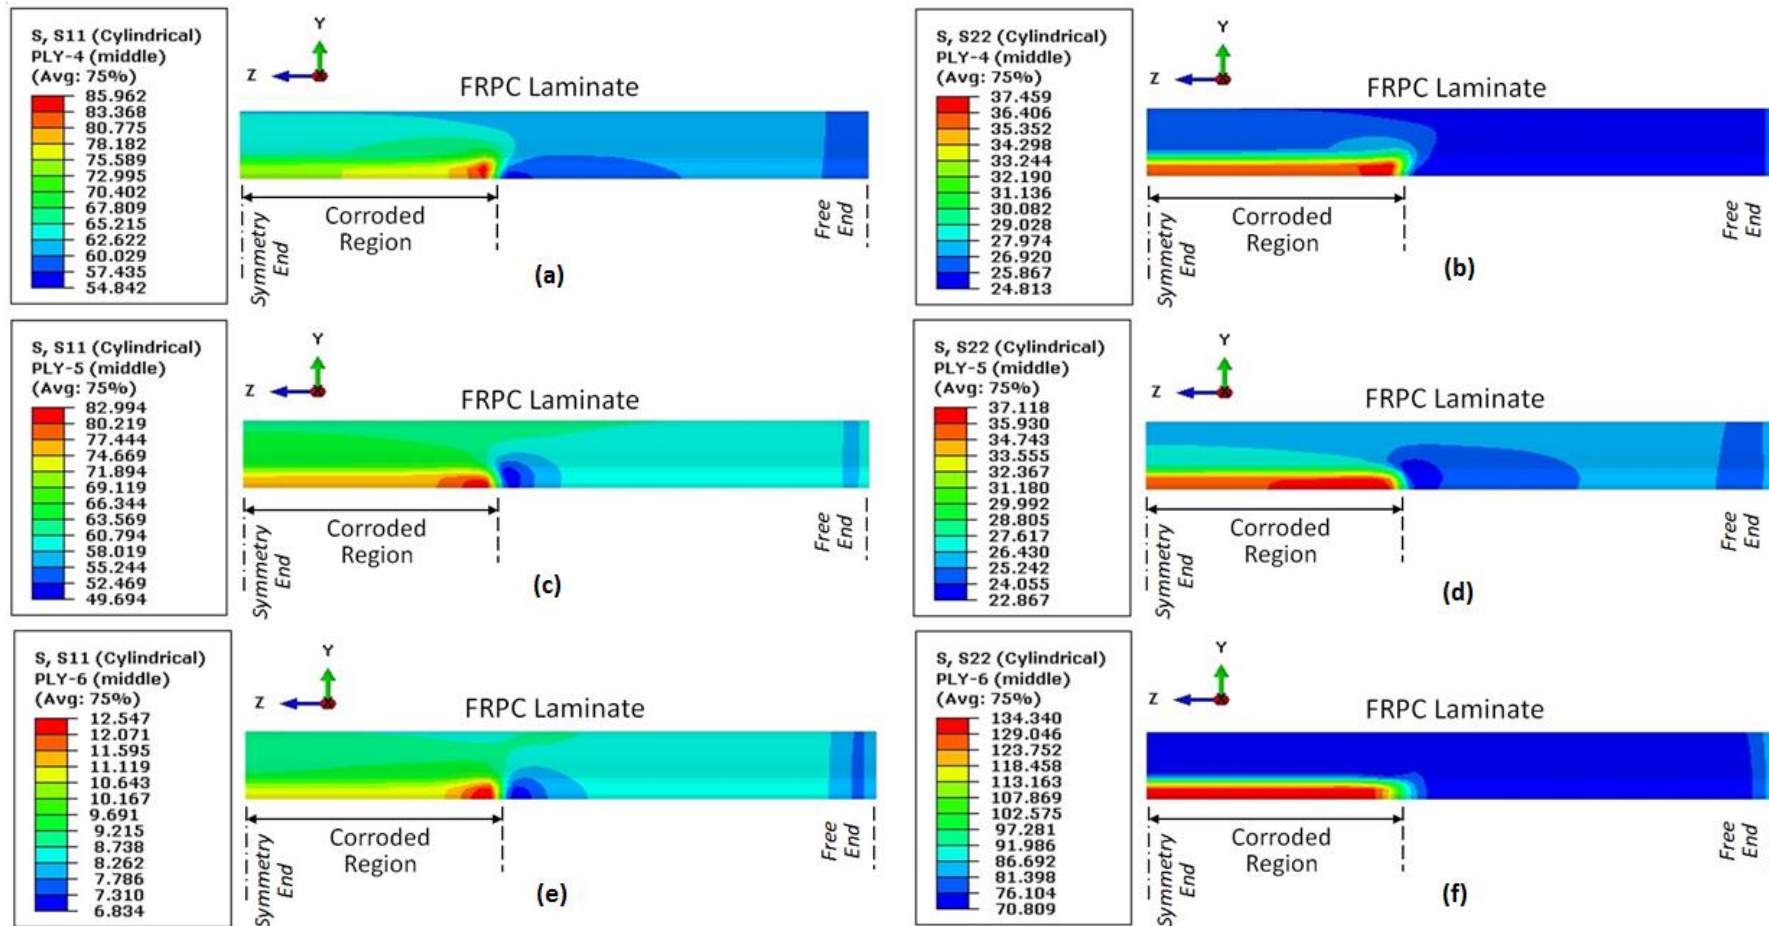 S, S11 (Cylindrical)
PLY-4 (middle)
(Avg: 75%)
85.962
83.368
80.775
78.182
75.589
72.995
70.402
67.809
65.215
62.622
60.029
57.435
54.842
Y
Z
X
FRPC Laminate
Corroded
Region
Symmetry
End
Free
End
(a)
S, S22 (Cylindrical)
PLY-4 (middle)
(Avg: 75%)
37.459
36.406
35.352
34.298
33.244
32.190
31.136
30.082
29.028
27.974
26.920
25.867
24.813
Y
Z
X
FRPC Laminate
Corroded
Region
Symmetry
End
Free
End
(b)
S, S11 (Cylindrical)
PLY-5 (middle)
(Avg: 75%)
82.994
80.219
77.444
74.669
71.894
69.119
66.344
63.569
60.794
58.019
55.244
52.469
49.694
Y
Z
X
FRPC Laminate
Corroded
Region
Symmetry
End
Free
End
(c)
S, S22 (Cylindrical)
PLY-5 (middle)
(Avg: 75%)
37.118
35.930
34.743
33.555
32.367
31.180
29.992
28.805
27.617
26.430
25.242
24.055
22.867
Y
Z
X
FRPC Laminate
Corroded
Region
Symmetry
End
Free
End
(d)
S, S11 (Cylindrical)
PLY-6 (middle)
(Avg: 75%)
12.547
12.071
11.595
11.119
10.643
10.167
9.691
9.215
8.738
8.262
7.786
7.310
6.834
Y
Z
X
FRPC Laminate
Corroded
Region
Symmetry
End
Free
End
(e)
S, S22 (Cylindrical)
PLY-6 (middle)
(Avg: 75%)
134.340
129.046
123.752
118.458
113.163
107.869
102.575
97.281
91.986
86.692
81.398
76.104
70.809
Y
Z
X
FRPC Laminate
Corroded
Region
Symmetry
End
Free
End
(f)